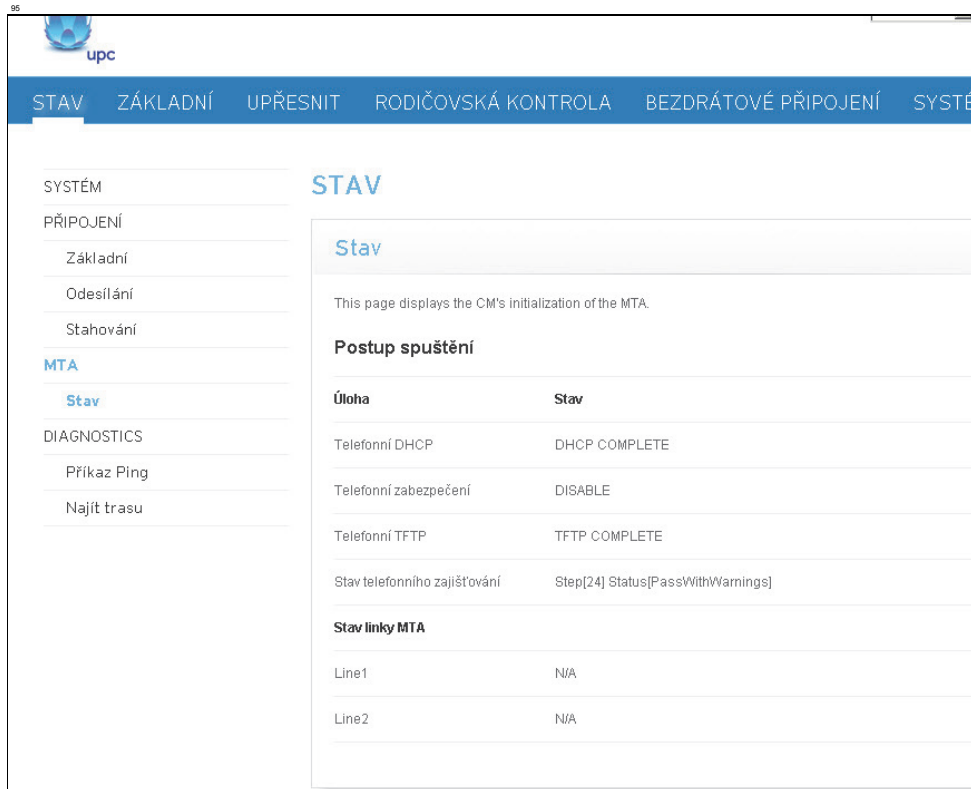 95
upc
STAV ZÁKLADNÍ UPŘESNIT RODIČOVSKÁ KONTROLA BEZDRÁTOVÉ PŘIPOJENÍ SYSTÉ
SYSTÉM
PŘIPOJENÍ
Základní
Odesílání
Stahování
MTA
Stav
DIAGNOSTICS
Příkaz Ping
Najít trasu
STAV
Stav
This page displays the CM's initialization of the MTA.
Postup spuštění
Úloha Stav
Telefonní DHCP DHCP COMPLETE
Telefonní zabezpečení DISABLE
Telefonní TFTP TFTP COMPLETE
Stav telefonního zajišťování Step[24] Status[PassWithWarnings]
Stav linky MTA
Line1 N/A
Line2 N/A